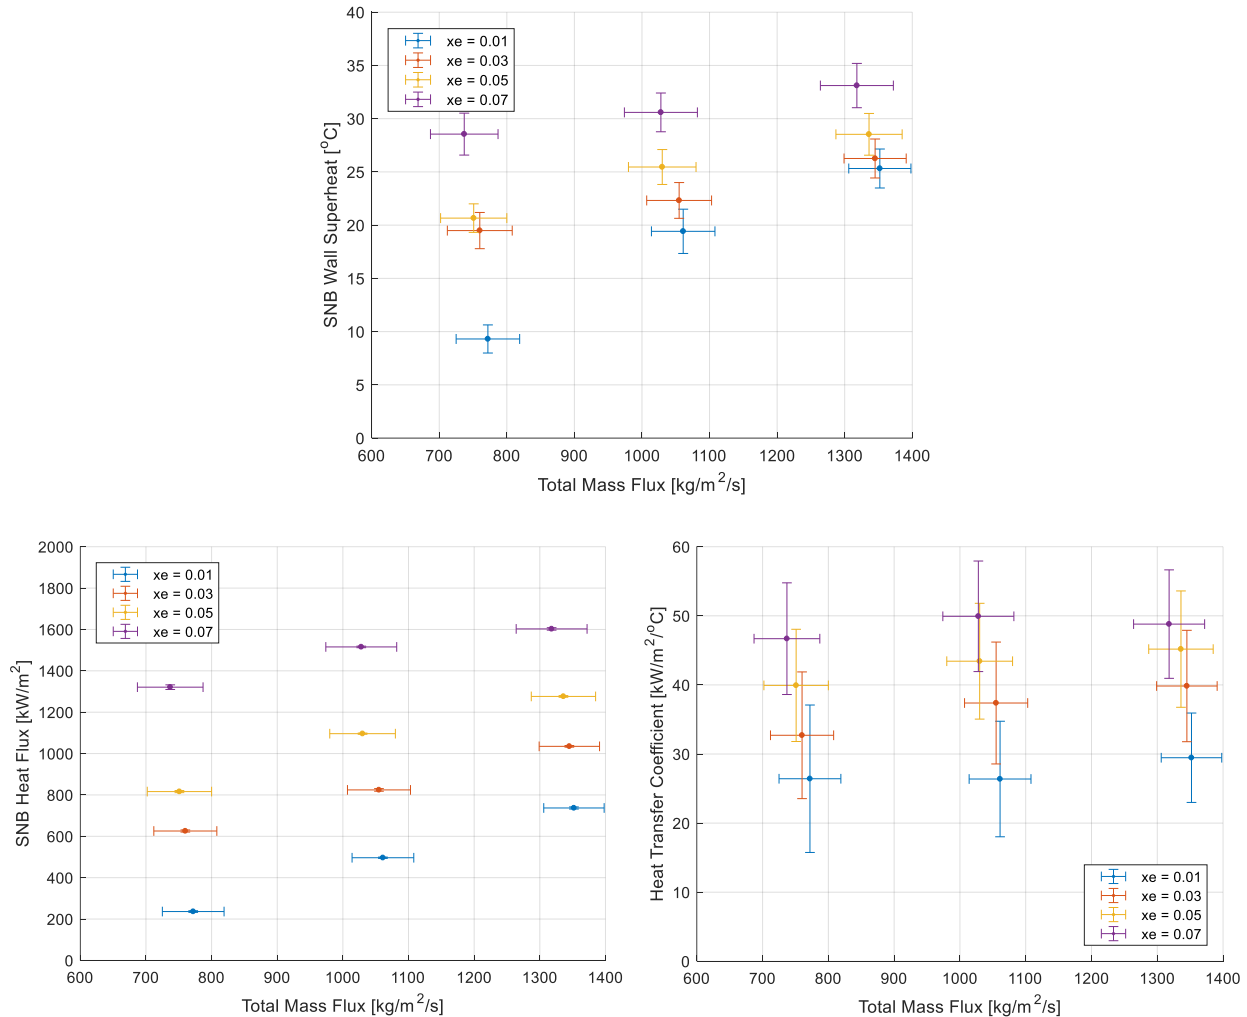 40
35
30
25
20
15
10
5
0
SNB Wall Superheat [°C]
xe = 0.01
xe = 0.03
xe = 0.05
xe = 0.07
600 700 800 900 1000 1100 1200 1300 1400
Total Mass Flux [kg/m²/s]
2000
1800
1600
1400
1200
1000
800
600
400
200
0
SNB Heat Flux [kW/m²]
xe = 0.01
xe = 0.03
xe = 0.05
xe = 0.07
600 700 800 900 1000 1100 1200 1300 1400
Total Mass Flux [kg/m²/s]
60
50
40
30
20
10
0
Heat Transfer Coefficient [kW/m²/°C]
xe = 0.01
xe = 0.03
xe = 0.05
xe = 0.07
600 700 800 900 1000 1100 1200 1300 1400
Total Mass Flux [kg/m²/s]